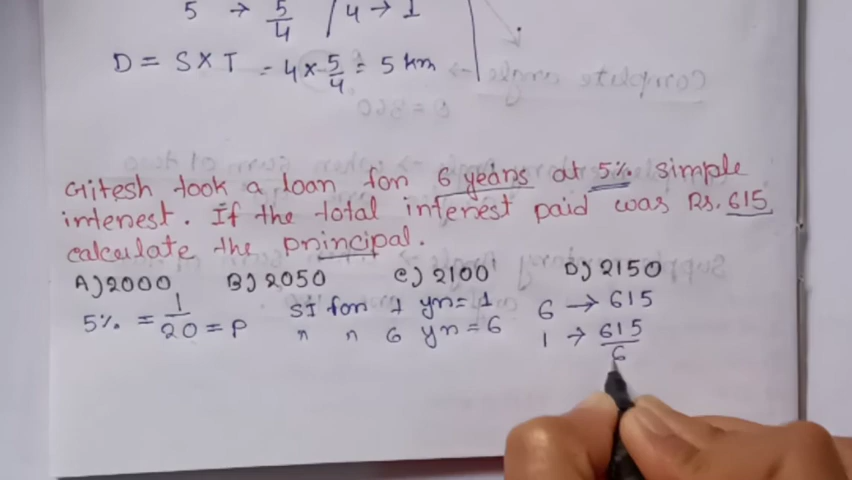 5 → 5/4 / 4 → 1
D = S X T = 4 x 5/4 = 5 km
Complete angle
Gitesh took a loan for 6 years at 5% simple
interest. If the total interest paid was Rs. 615
calculate the principal.
A) 2000 B) 2050 C) 2100 D) 2150
5% = 1/20 = P SI for 1 yr = 1 6 → 615
" " 6 yr = 6 1 → 615/6